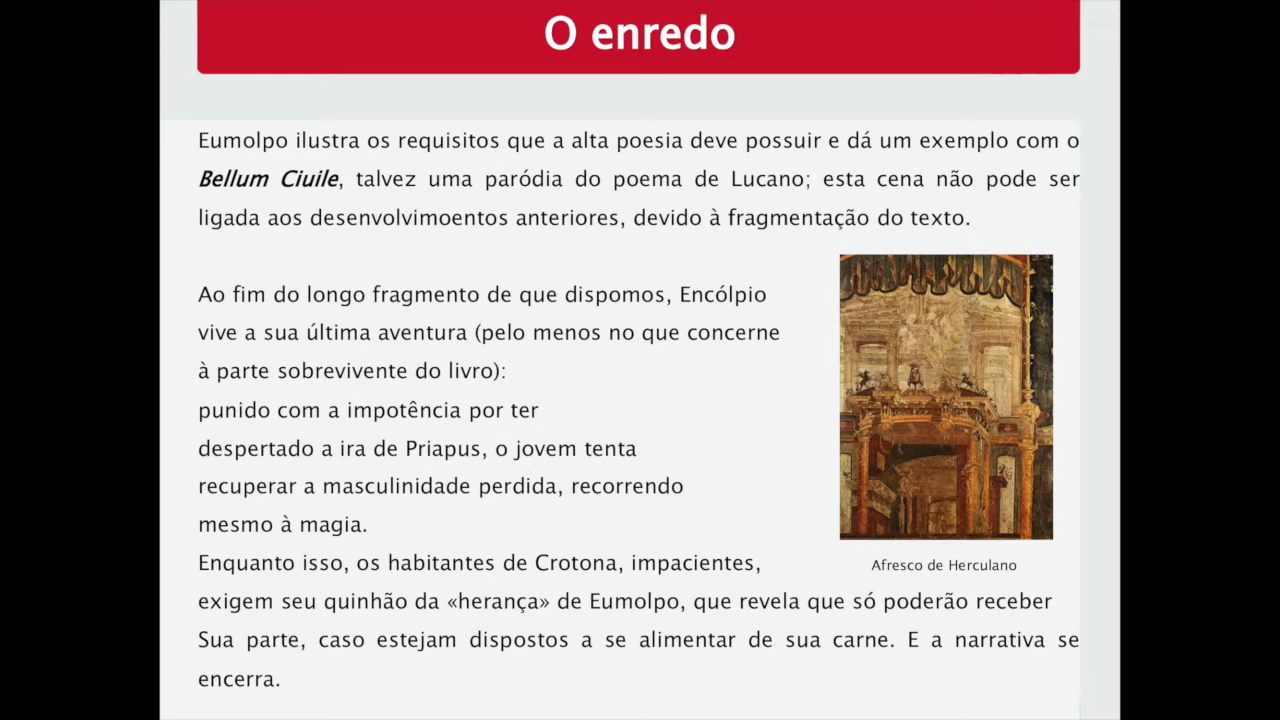 O enredo
Eumolpo ilustra os requisitos que a alta poesia deve possuir e dá um exemplo com o
Bellum Ciuile, talvez uma paródia do poema de Lucano; esta cena não pode ser
ligada aos desenvolvimoentos anteriores, devido à fragmentação do texto.
Ao fim do longo fragmento de que dispomos, Encólpio
vive a sua última aventura (pelo menos no que concerne
à parte sobrevivente do livro):
punido com a impotência por ter
despertado a ira de Priapus, o jovem tenta
recuperar a masculinidade perdida, recorrendo
mesmo à magia.
Enquanto isso, os habitantes de Crotona, impacientes,
exigem seu quinhão da «herança» de Eumolpo, que revela que só poderão receber
Sua parte, caso estejam dispostos a se alimentar de sua carne. E a narrativa se
encerra.
Afresco de Herculano